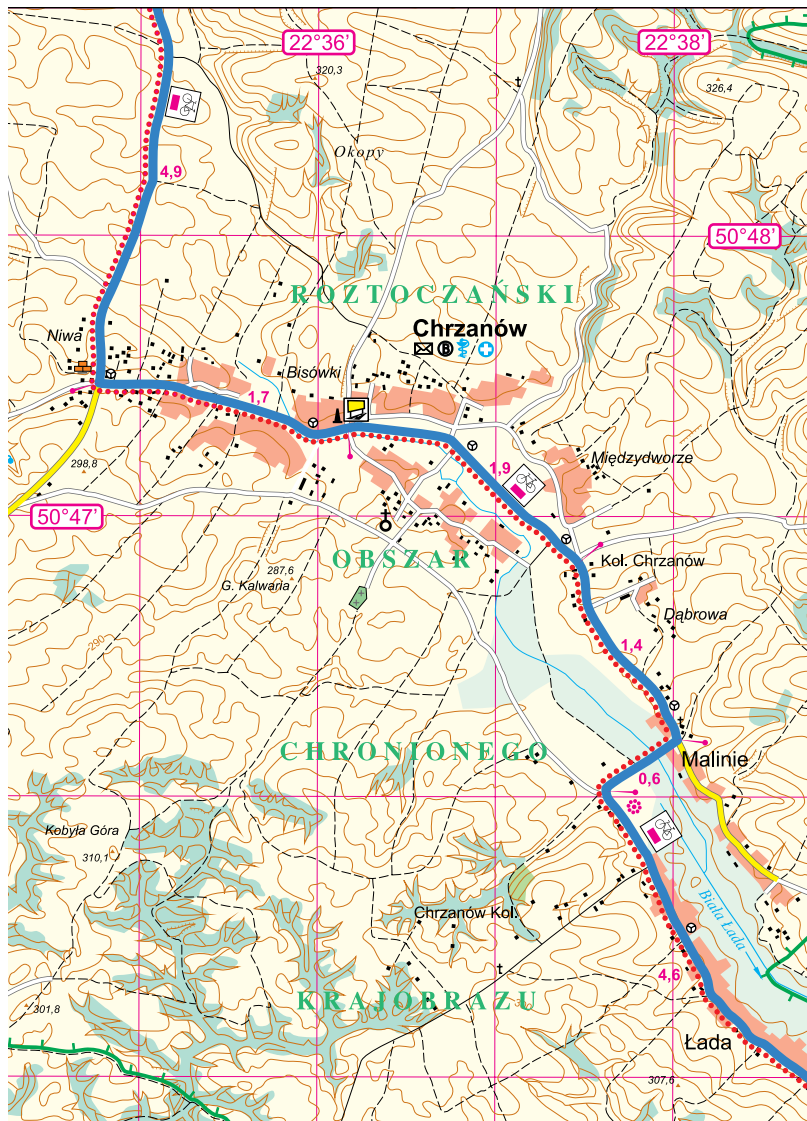 22°36'
22°38'
320,3
326,4
4,9
Okopy
50°48'
ROZTOCZAŃSKI
Niwa
Chrzanów
B
Bisówki
1,7
298,8
1,9
Międzydworze
50°47'
OBSZAR
Kol. Chrzanów
287,6
G. Kalwaria
Dąbrowa
290
1,4
CHRONIONEGO
Malinie
0,6
Kobyla Góra
310,1
Chrzanów Kol.
Biała Łada
4,6
KRAJOBRAZU
301,8
Łada
307,6